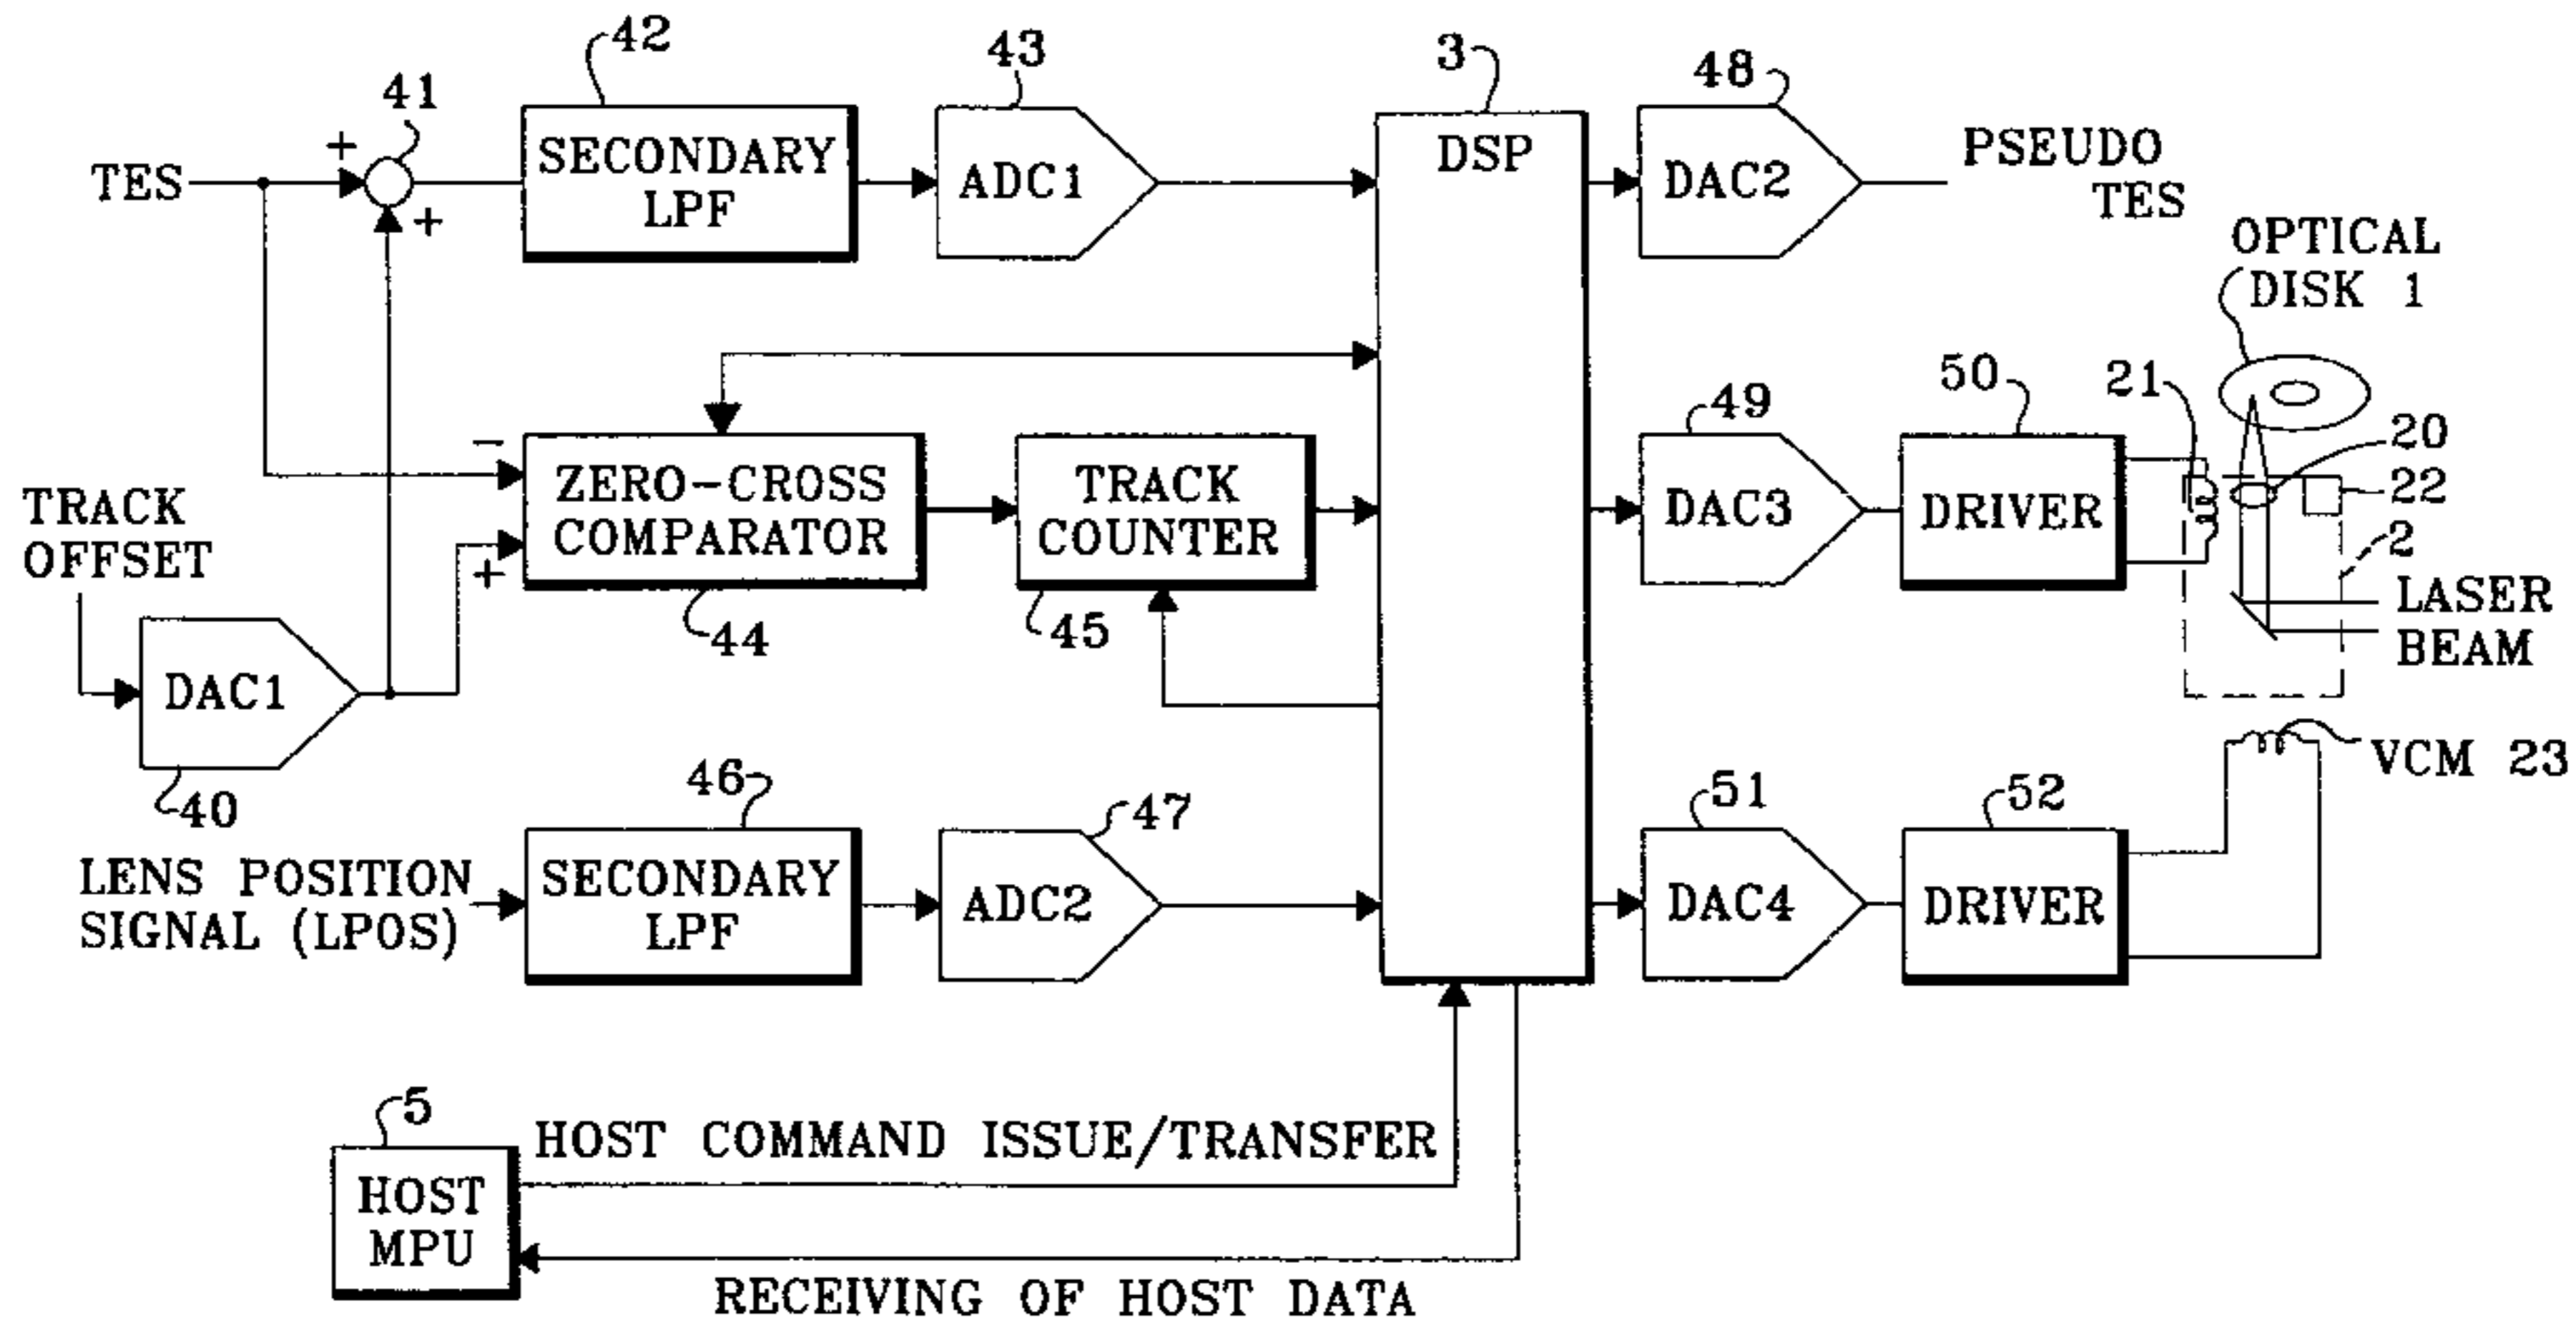 42
43
3
48
41
+
TES
+
SECONDARY
LPF
ADC1
DSP
DAC2
PSEUDO
TES
OPTICAL
DISK 1
TRACK
OFFSET
−
+
ZERO-CROSS
COMPARATOR
44
TRACK
COUNTER
45
49
DAC3
50
DRIVER
21
20
22
2
LASER
BEAM
DAC1
40
LENS POSITION
SIGNAL (LPOS)
46
SECONDARY
LPF
47
ADC2
51
DAC4
52
DRIVER
VCM 23
5
HOST
MPU
HOST COMMAND ISSUE/TRANSFER
RECEIVING OF HOST DATA